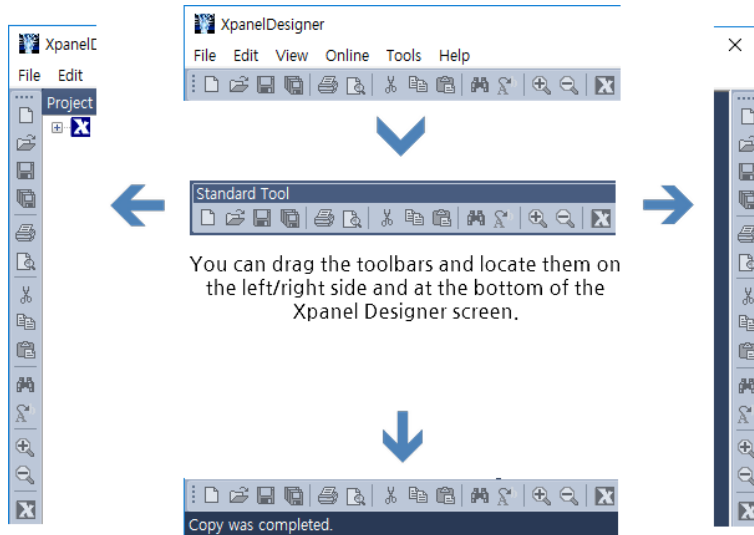 XpanelD
File Edit
Project
XpanelDesigner
File Edit View Online Tools Help
Standard Tool
You can drag the toolbars and locate them on
the left/right side and at the bottom of the
Xpanel Designer screen.
Copy was completed.